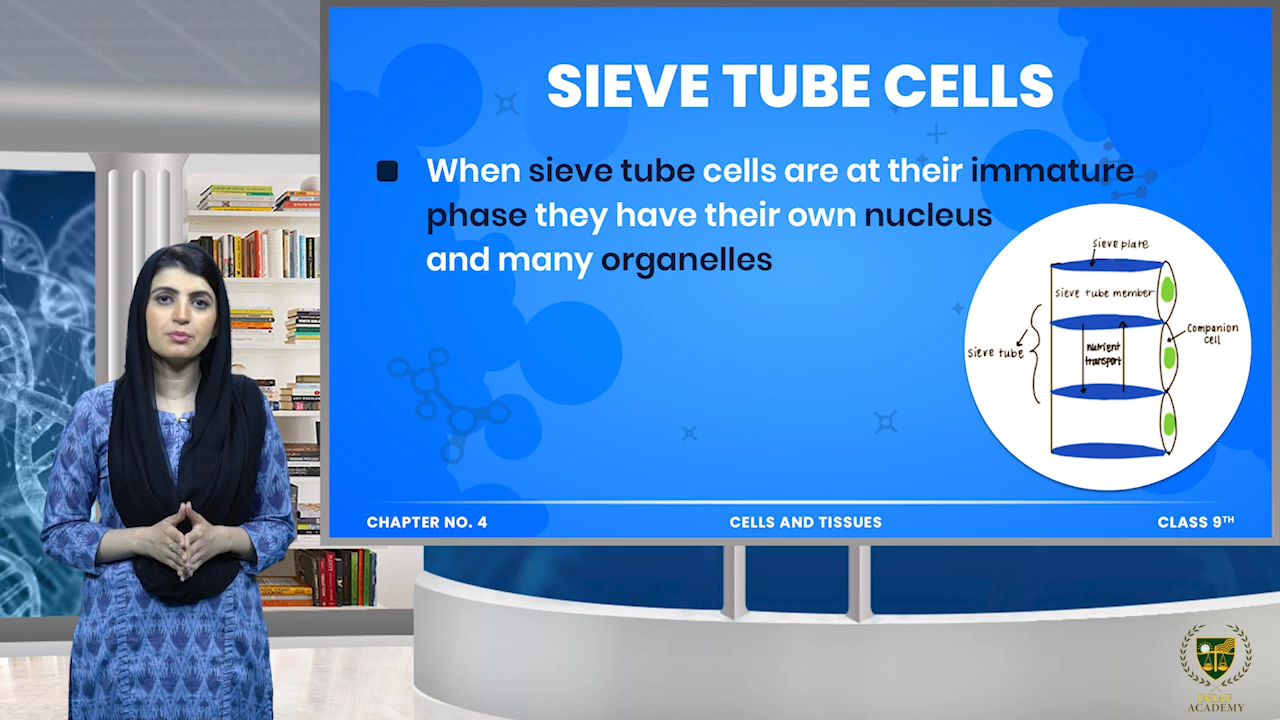 SIEVE TUBE CELLS
When sieve tube cells are at their immature
phase they have their own nucleus
and many organelles
sieve plate
sieve tube member
Companion
cell
sieve tube
nutrient
transport
CHAPTER NO. 4
CELLS AND TISSUES
CLASS 9TH
INSAF
ACADEMY